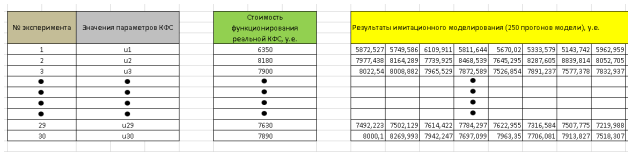 № эксперимента Значения параметров КФС Стоимость функционирования реальной КФС, у.е. Результаты имитационного моделирования (250 прогонов модели), у.е.
1 u1 6350 5872,527 5749,586 6109,911 5811,644 5670,02 5333,579 5143,742 5962,959
2 u2 8180 7977,438 8164,289 7739,925 8468,539 7645,295 8287,605 8839,814 8052,705
3 u3 7900 8022,54 8008,882 7965,529 7872,589 7526,854 7891,237 7577,378 7832,937
29 u29 7630 7492,223 7502,129 7614,422 7784,297 7622,955 7316,584 7507,775 7219,988
30 u30 7890 8000,1 8269,993 7942,247 7697,099 7963,35 7706,081 7913,827 7518,307